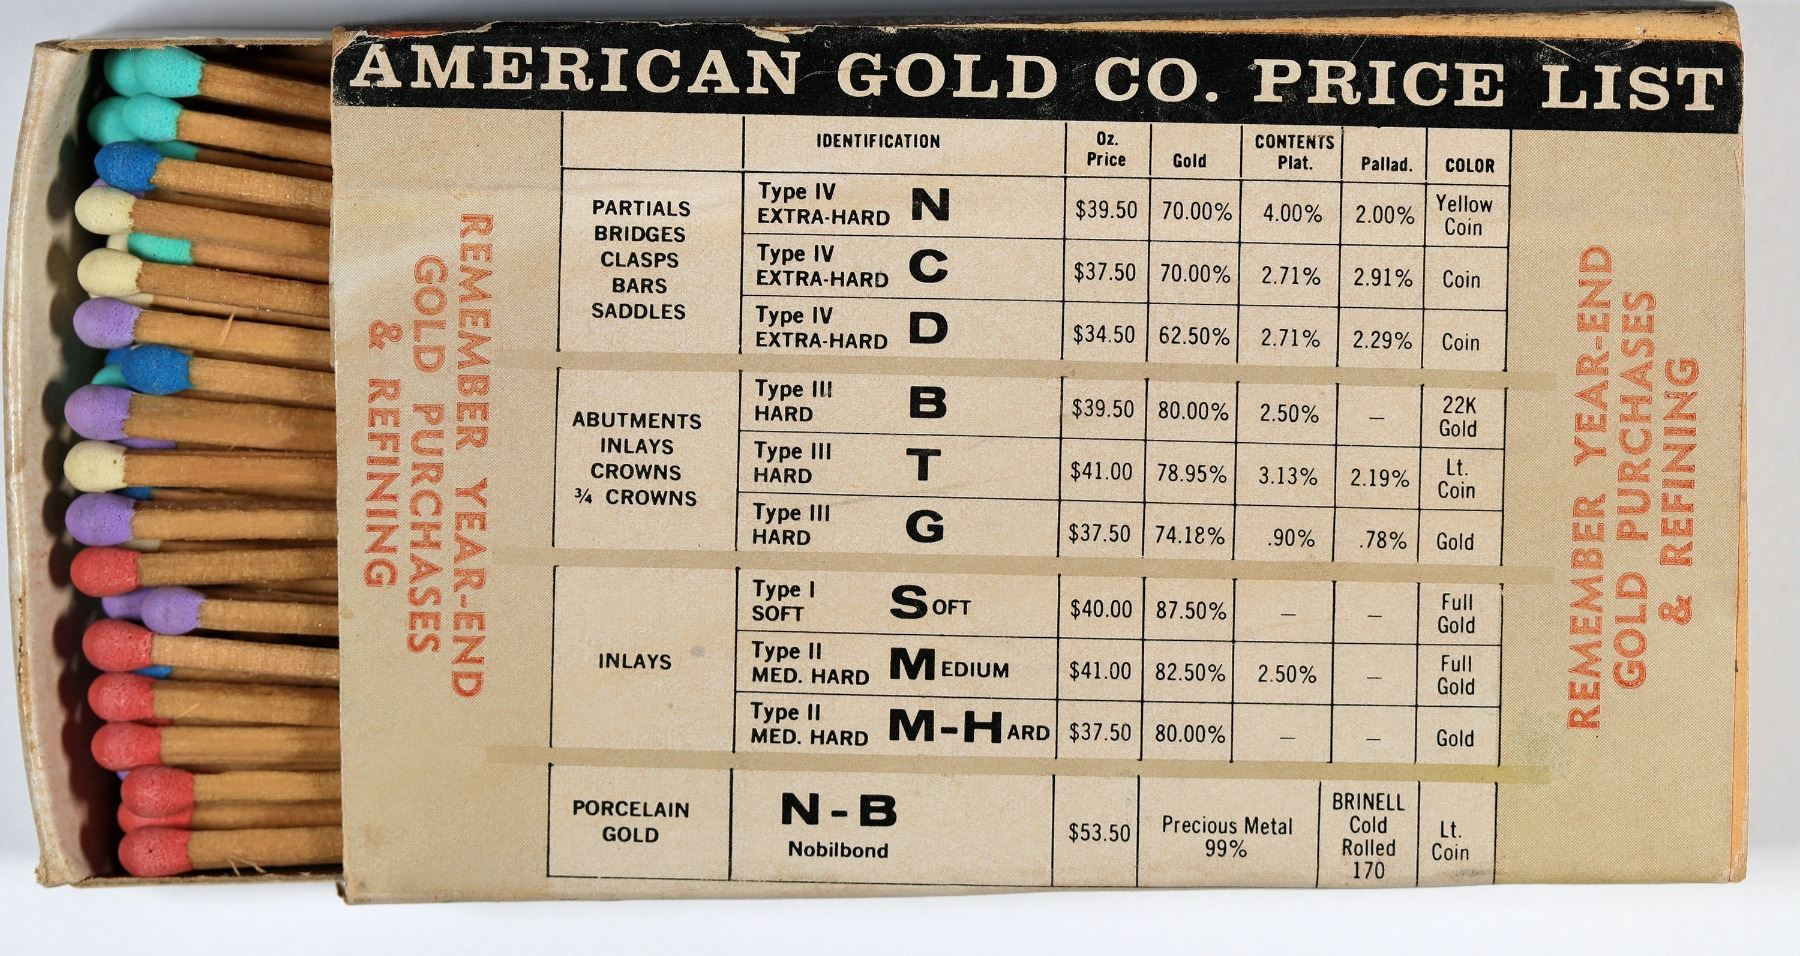 AMERICAN GOLD CO. PRICE LIST
REMEMBER YEAR-END
GOLD PURCHASES
& REFINING
IDENTIFICATION Oz. Price CONTENTS Gold Plat. Pallad. COLOR
PARTIALS
BRIDGES
CLASPS
BARS
SADDLES
Type IV EXTRA-HARD N $39.50 70.00% 4.00% 2.00% Yellow Coin
Type IV EXTRA-HARD C $37.50 70.00% 2.71% 2.91% Coin
Type IV EXTRA-HARD D $34.50 62.50% 2.71% 2.29% Coin
ABUTMENTS
INLAYS
CROWNS
¾ CROWNS
Type III HARD B $39.50 80.00% 2.50% – 22K Gold
Type III HARD T $41.00 78.95% 3.13% 2.19% Lt. Coin
Type III HARD G $37.50 74.18% .90% .78% Gold
INLAYS
Type I SOFT SOFT $40.00 87.50% – – Full Gold
Type II MED. HARD MEDIUM $41.00 82.50% 2.50% – Full Gold
Type II MED. HARD M-HARD $37.50 80.00% – – Gold
PORCELAIN
GOLD
N-B
Nobilbond
$53.50
Precious Metal
99%
BRINELL
Cold
Rolled
170
Lt.
Coin
REMEMBER YEAR-END
GOLD PURCHASES
& REFINING